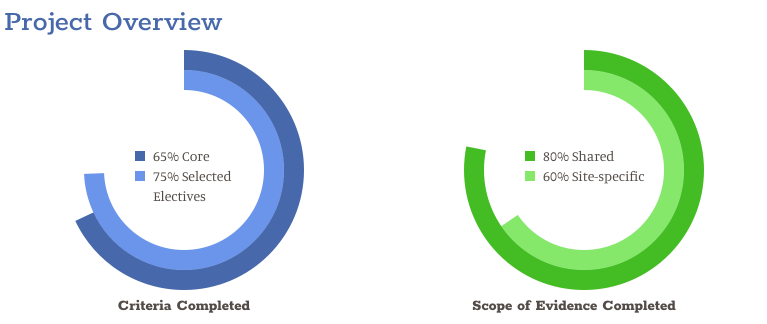 Project Overview
65% Core
75% Selected
Electives
80% Shared
60% Site-specific
Criteria Completed
Scope of Evidence Completed